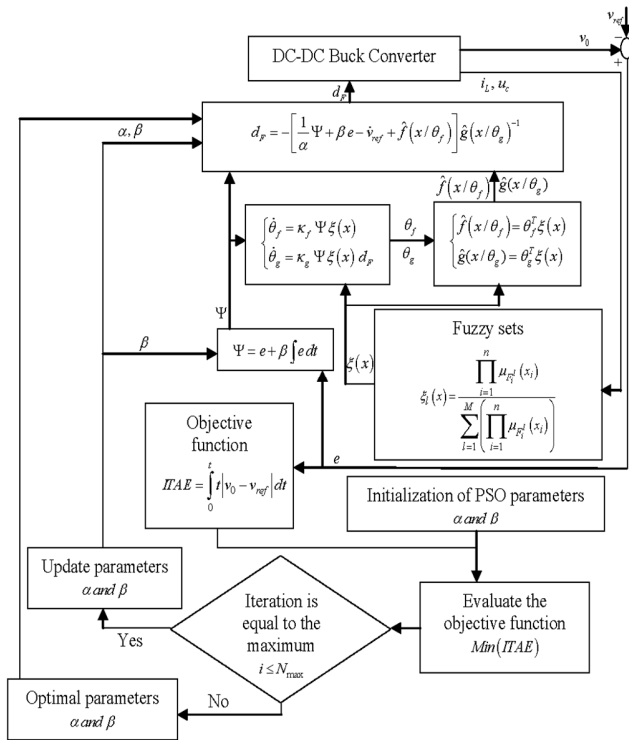 v_ref
v_0
−
+
DC-DC Buck Converter
i_L, u_c
d_F
α, β
d_F = −[1/α Ψ + β e − v̇_ref + f̂(x/θ_f)] ĝ(x/θ_g)^−1
f̂(x/θ_f) ĝ(x/θ_g)
{ θ̇_f = κ_f Ψ ξ(x)
θ̇_g = κ_g Ψ ξ(x) d_F
θ_f
θ_g
{ f̂(x/θ_f) = θ_f^T ξ(x)
ĝ(x/θ_g) = θ_g^T ξ(x)
Ψ
β
Ψ = e + β ∫ e dt
ξ(x)
Fuzzy sets
ξ_l(x) = ∏_{i=1}^{n} μ_{F_i^l}(x_i) / ∑_{l=1}^{M} (∏_{i=1}^{n} μ_{F_i^l}(x_i))
Objective
function
ITAE = ∫_0^t t|v_0 − v_ref| dt
e
Initialization of PSO parameters
α and β
Update parameters
α and β
Iteration is
equal to the
maximum
i ≤ N_max
Evaluate the
objective function
Min(ITAE)
Yes
No
Optimal parameters
α and β